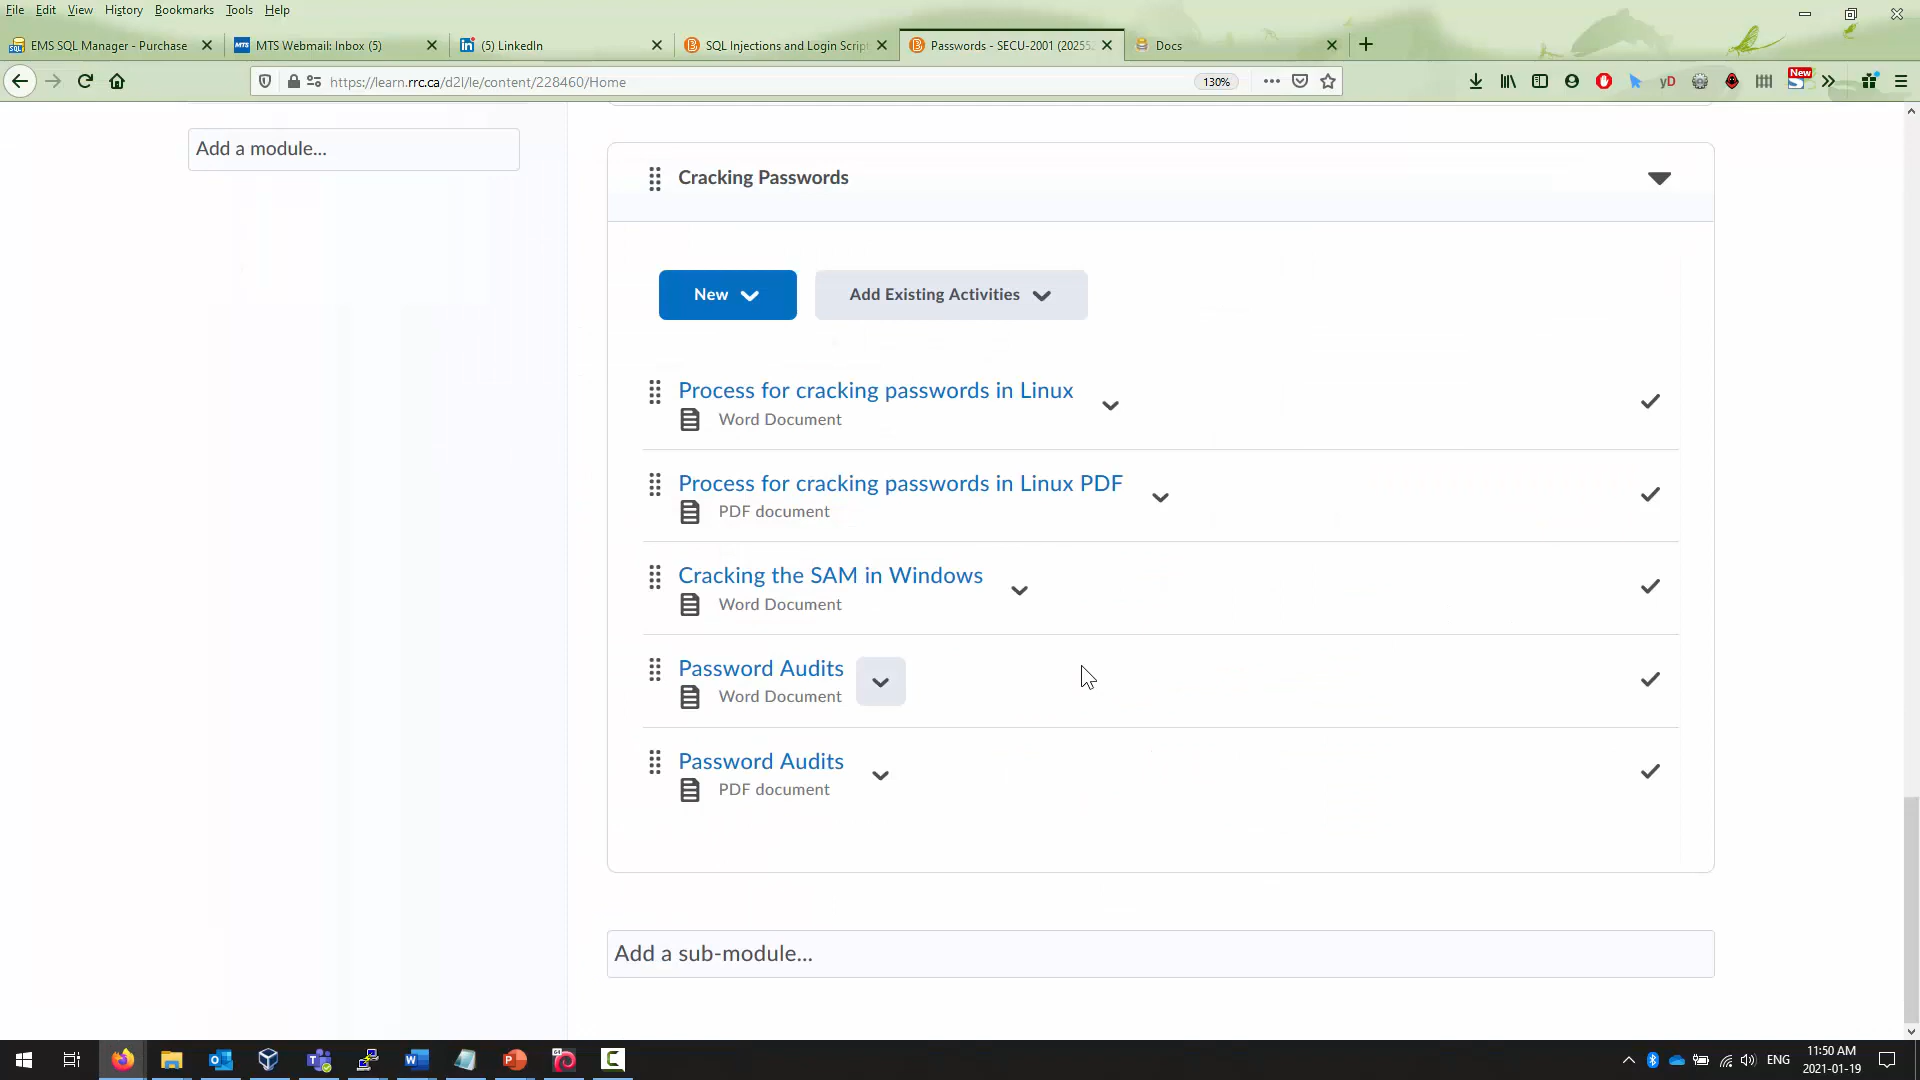 File Edit View History Bookmarks Tools Help
EMS SQL Manager - Purchase
MTS Webmail: Inbox (5)
(5) LinkedIn
SQL Injections and Login Scrip
Passwords - SECU-2001 (20255
Docs
https://learn.rrc.ca/d2l/le/content/228460/Home
130%
yD
New
Add a module...
Cracking Passwords
New
Add Existing Activities
Process for cracking passwords in Linux
Word Document
Process for cracking passwords in Linux PDF
PDF document
Cracking the SAM in Windows
Word Document
Password Audits
Word Document
Password Audits
PDF document
Add a sub-module...
ENG
11:50 AM
2021-01-19